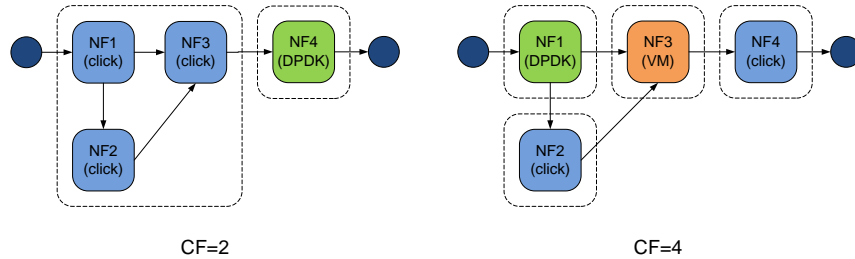 NF1
(click)
NF3
(click)
NF4
(DPDK)
NF2
(click)
CF=2
NF1
(DPDK)
NF3
(VM)
NF4
(click)
NF2
(click)
CF=4